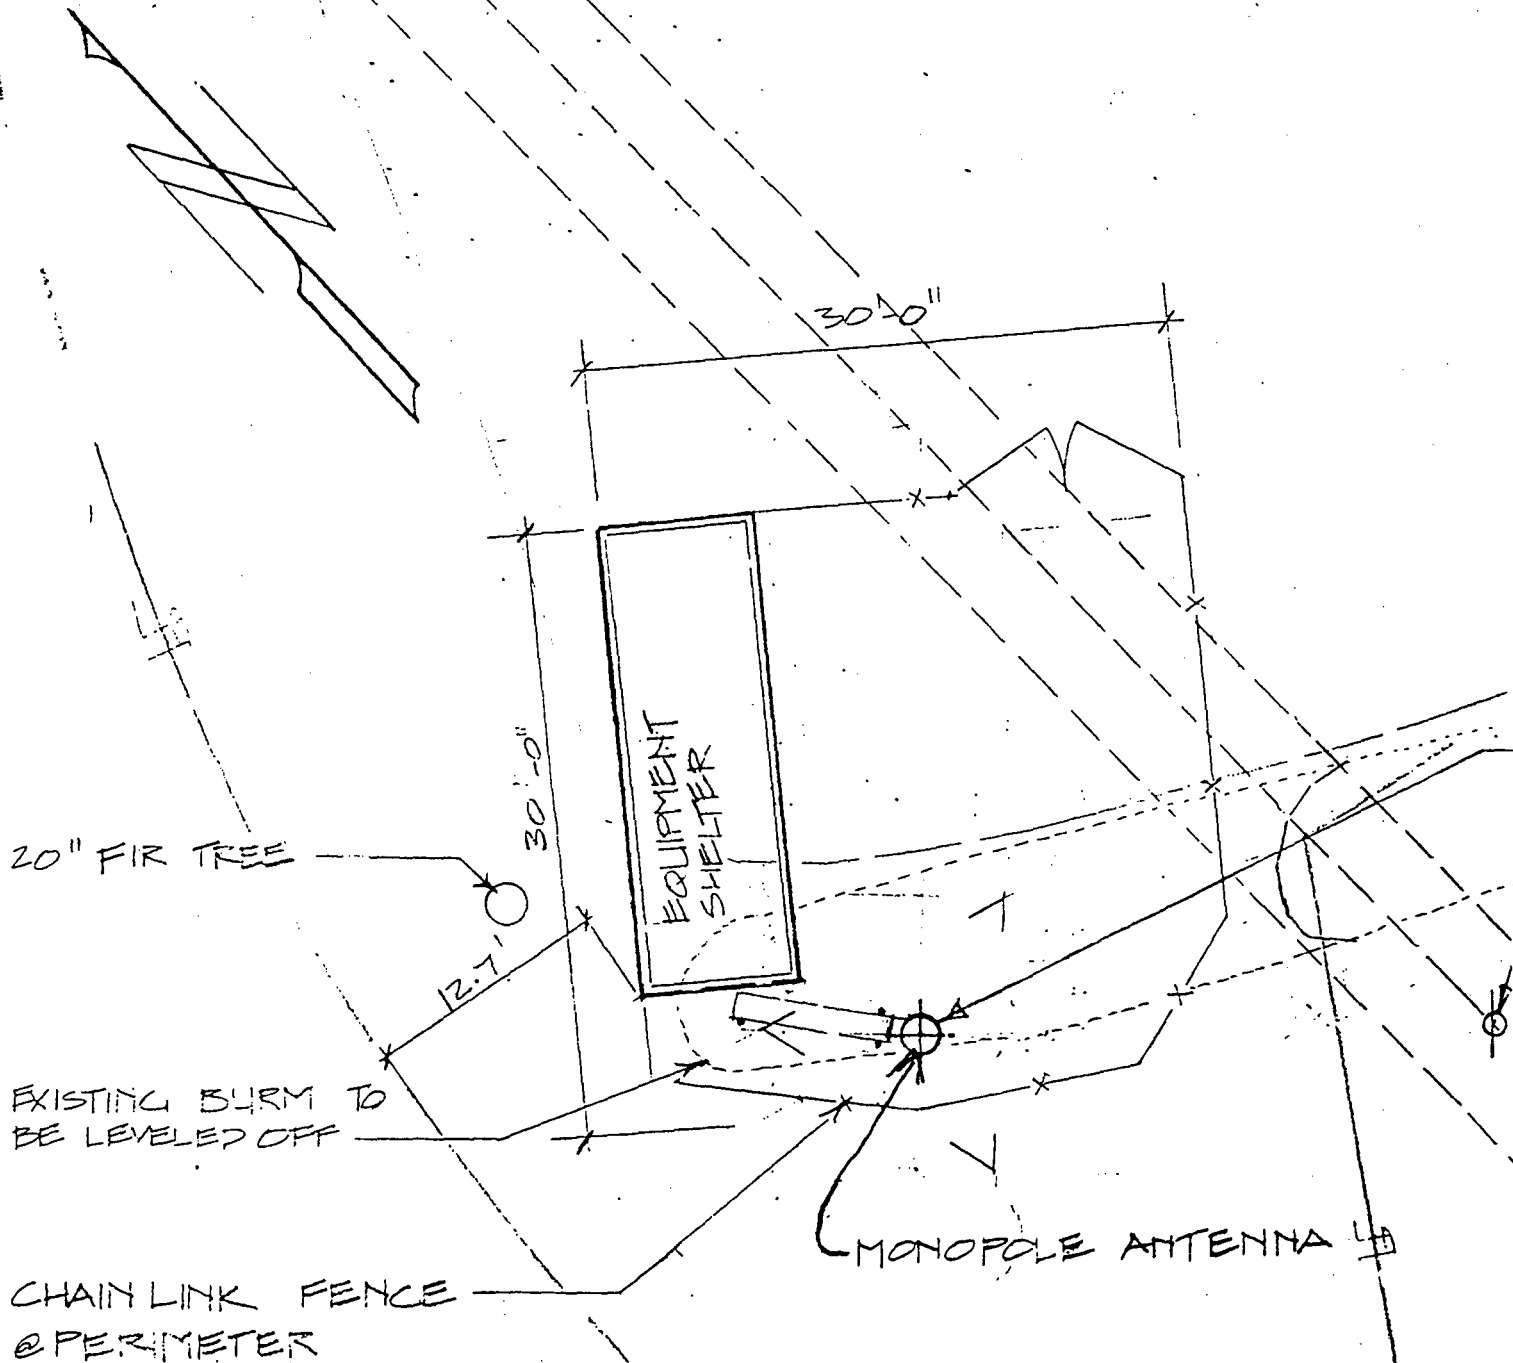 30'-0"
30'-0"
EQUIPMENT
SHELTER
20" FIR TREE
12.7'
EXISTING BURM TO
BE LEVELED OFF
MONOPOLE ANTENNA
CHAIN LINK FENCE
@ PERIMETER